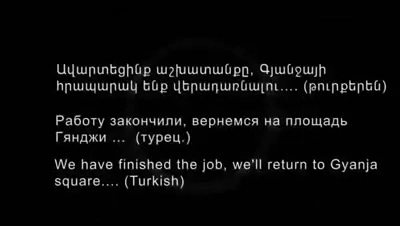 Ավարտեցինք աշխատանքը, Գյանջայի
հրապարակ ենք վերադառնալու.... (թուրքերեն)
Работу закончили, вернемся на площадь
Гянджи ... (турец.)
We have finished the job, we'll return to Gyanja
square.... (Turkish)